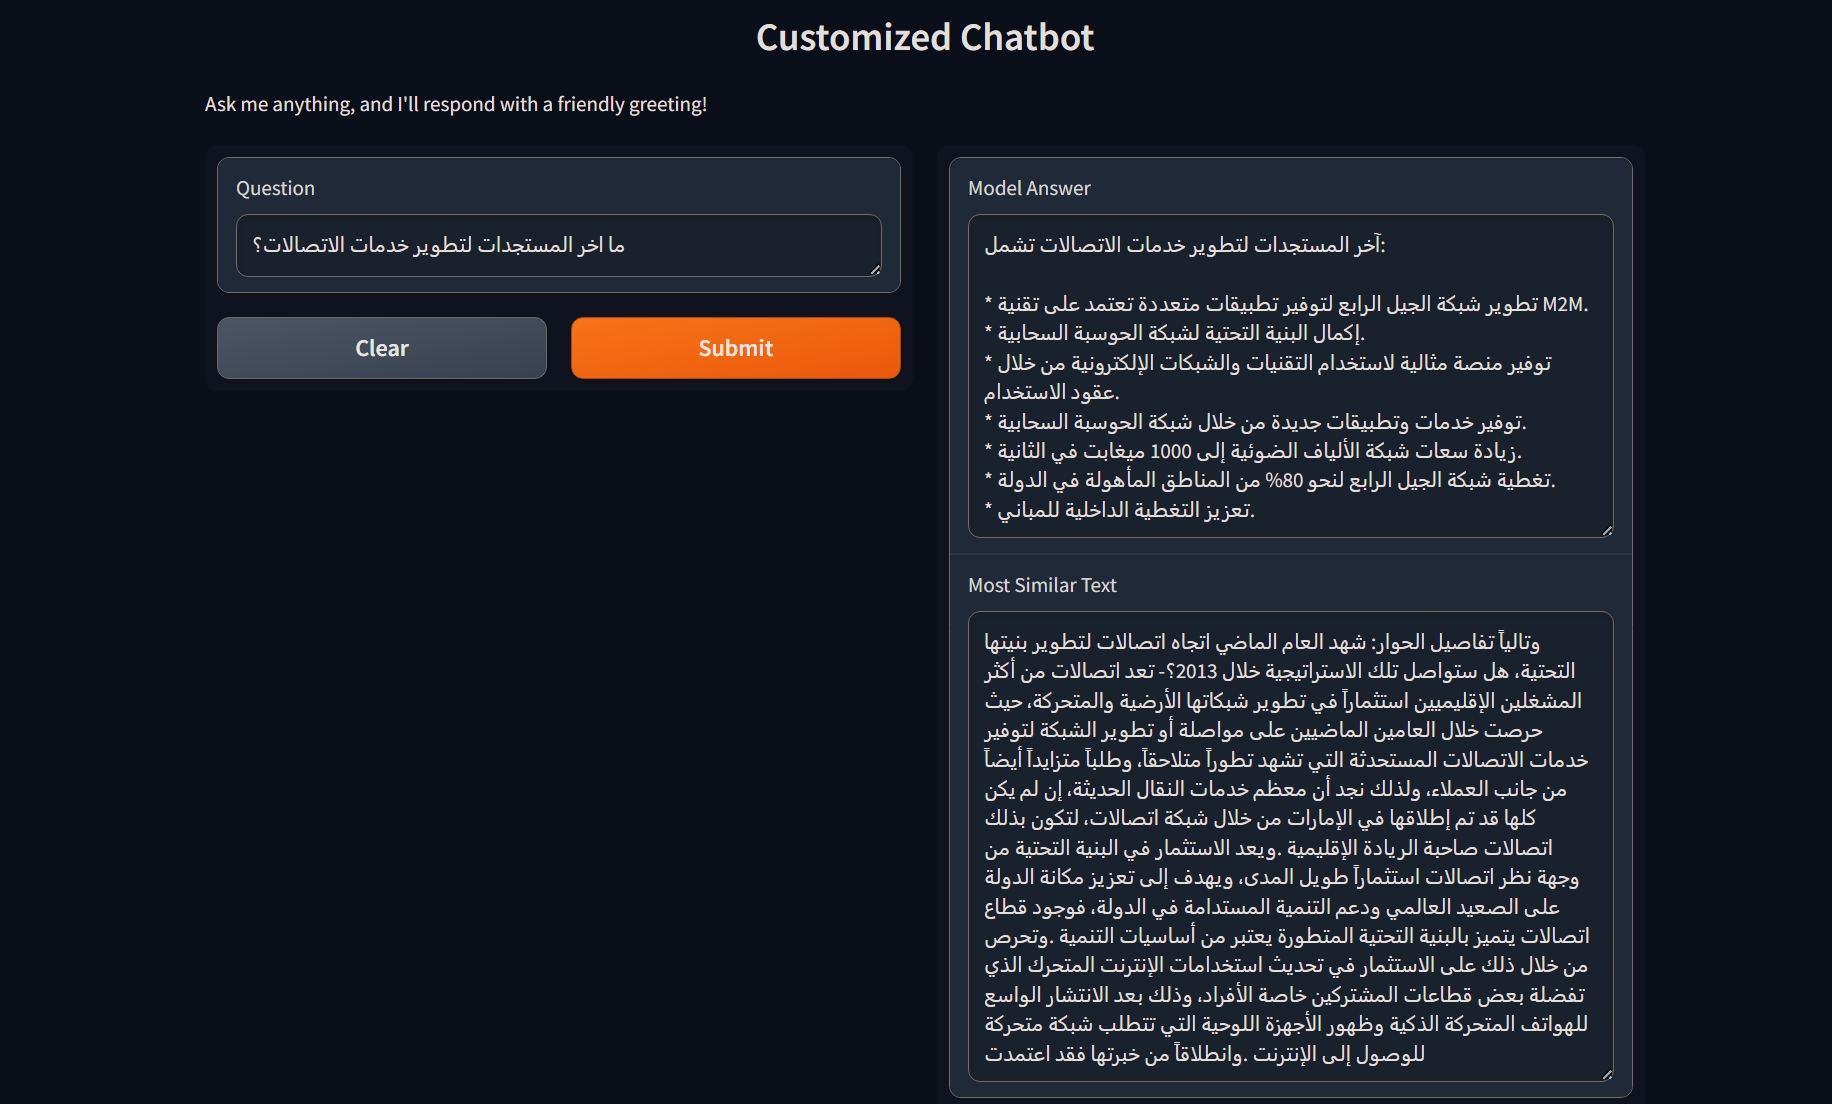 Customized Chatbot
Ask me anything, and I'll respond with a friendly greeting!
Question
ما اخر المستجدات لتطوير خدمات الاتصالات؟
Clear
Submit
Model Answer
آخر المستجدات لتطوير خدمات الاتصالات تشمل:
* تطوير شبكة الجيل الرابع لتوفير تطبيقات متعددة تعتمد على تقنية M2M.
* إكمال البنية التحتية لشبكة الحوسبة السحابية.
* توفير منصة مثالية لاستخدام التقنيات والشبكات الإلكترونية من خلال
عقود الاستخدام.
* توفير خدمات وتطبيقات جديدة من خلال شبكة الحوسبة السحابية.
* زيادة سعات شبكة الألياف الضوئية إلى 1000 ميغابت في الثانية.
* تغطية شبكة الجيل الرابع لنحو 80% من المناطق المأهولة في الدولة.
* تعزيز التغطية الداخلية للمباني.
Most Similar Text
وتالياً تفاصيل الحوار: شهد العام الماضي اتجاه اتصالات لتطوير بنيتها
التحتية، هل ستواصل تلك الاستراتيجية خلال 2013؟- تعد اتصالات من أكثر
المشغلين الإقليميين استثماراً في تطوير شبكاتها الأرضية والمتحركة، حيث
حرصت خلال العامين الماضيين على مواصلة أو تطوير الشبكة لتوفير
خدمات الاتصالات المستحدثة التي تشهد تطوراً متلاحقاً، وطلباً متزايداً أيضاً
من جانب العملاء، ولذلك نجد أن معظم خدمات النقال الحديثة، إن لم يكن
كلها قد تم إطلاقها في الإمارات من خلال شبكة اتصالات، لتكون بذلك
اتصالات صاحبة الريادة الإقليمية .ويعد الاستثمار في البنية التحتية من
وجهة نظر اتصالات استثماراً طويل المدى، ويهدف إلى تعزيز مكانة الدولة
على الصعيد العالمي ودعم التنمية المستدامة في الدولة، فوجود قطاع
اتصالات يتميز بالبنية التحتية المتطورة يعتبر من أساسيات التنمية .وتحرص
من خلال ذلك على الاستثمار في تحديث استخدامات الإنترنت المتحرك الذي
تفضلة بعض قطاعات المشتركين خاصة الأفراد، وذلك بعد الانتشار الواسع
للهواتف المتحركة الذكية وظهور الأجهزة اللوحية التي تتطلب شبكة متحركة
للوصول إلى الإنترنت .وانطلاقاً من خبرتها فقد اعتمدت